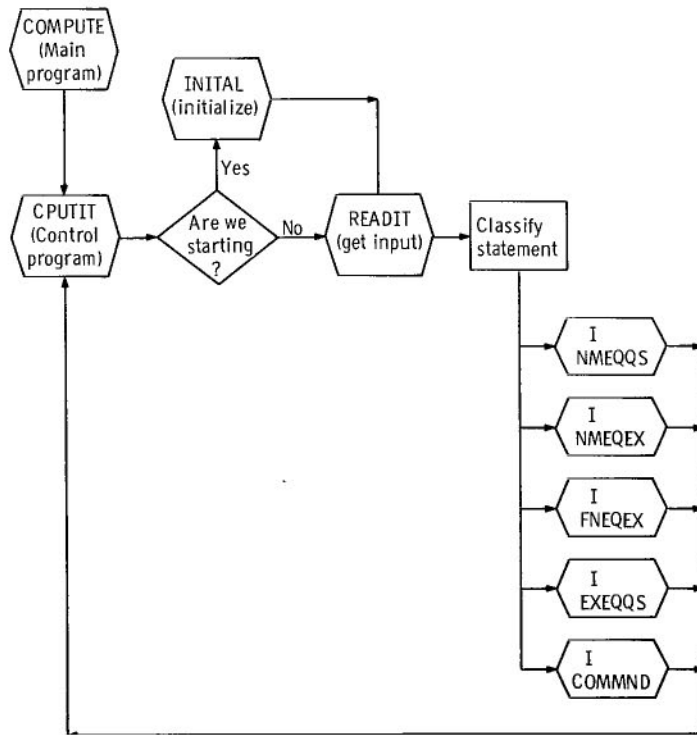 COMPUTE
(Main
program)
INITAL
(initialize)
Yes
CPUTIT
(Control
program)
Are we
starting
?
No
READIT
(get input)
Classify
statement
I
NMEQQS
I
NMEQEX
I
FNEQEX
I
EXEQQS
I
COMMND